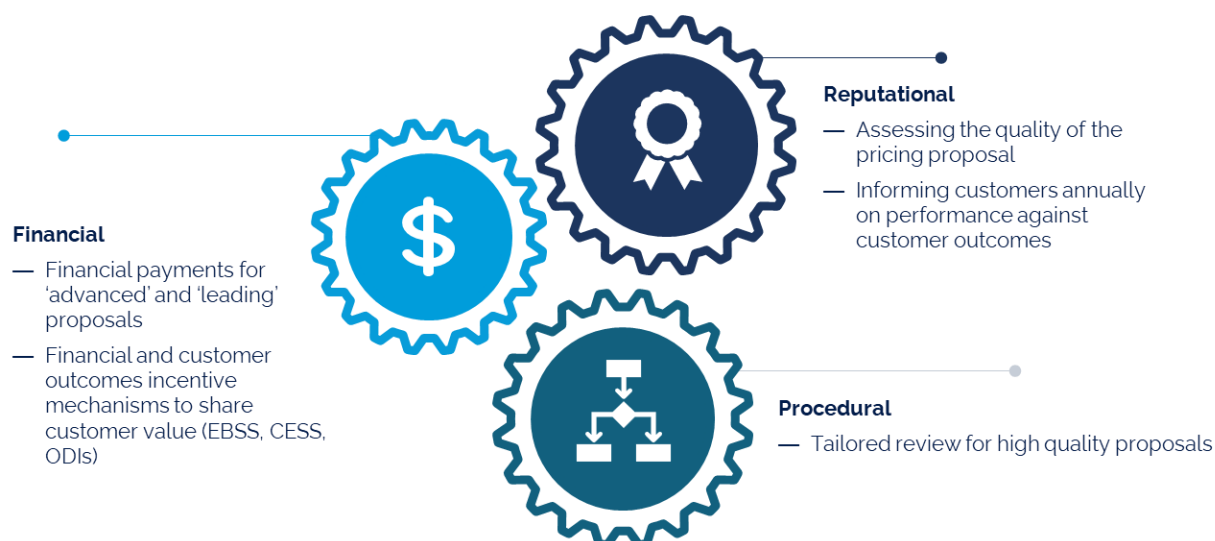 Reputational
— Assessing the quality of the
pricing proposal
— Informing customers annually
on performance against
customer outcomes
$
Financial
— Financial payments for
‘advanced’ and ‘leading’
proposals
— Financial and customer
outcomes incentive
mechanisms to share
customer value (EBSS, CESS,
ODIs)
Procedural
— Tailored review for high quality proposals